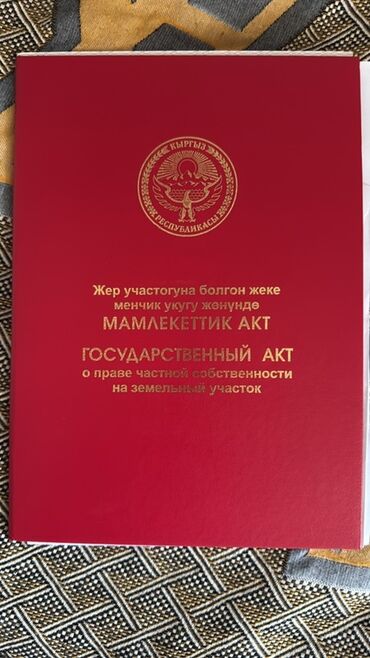 КЫРГЫЗ
РЕСПУБЛИКАСЫ
Жер участогуна болгон жеке
менчик укугу жөнүндө
МАМЛЕКЕТТИК АКТ
ГОСУДАРСТВЕННЫЙ АКТ
о праве частной собственности
на земельный участок